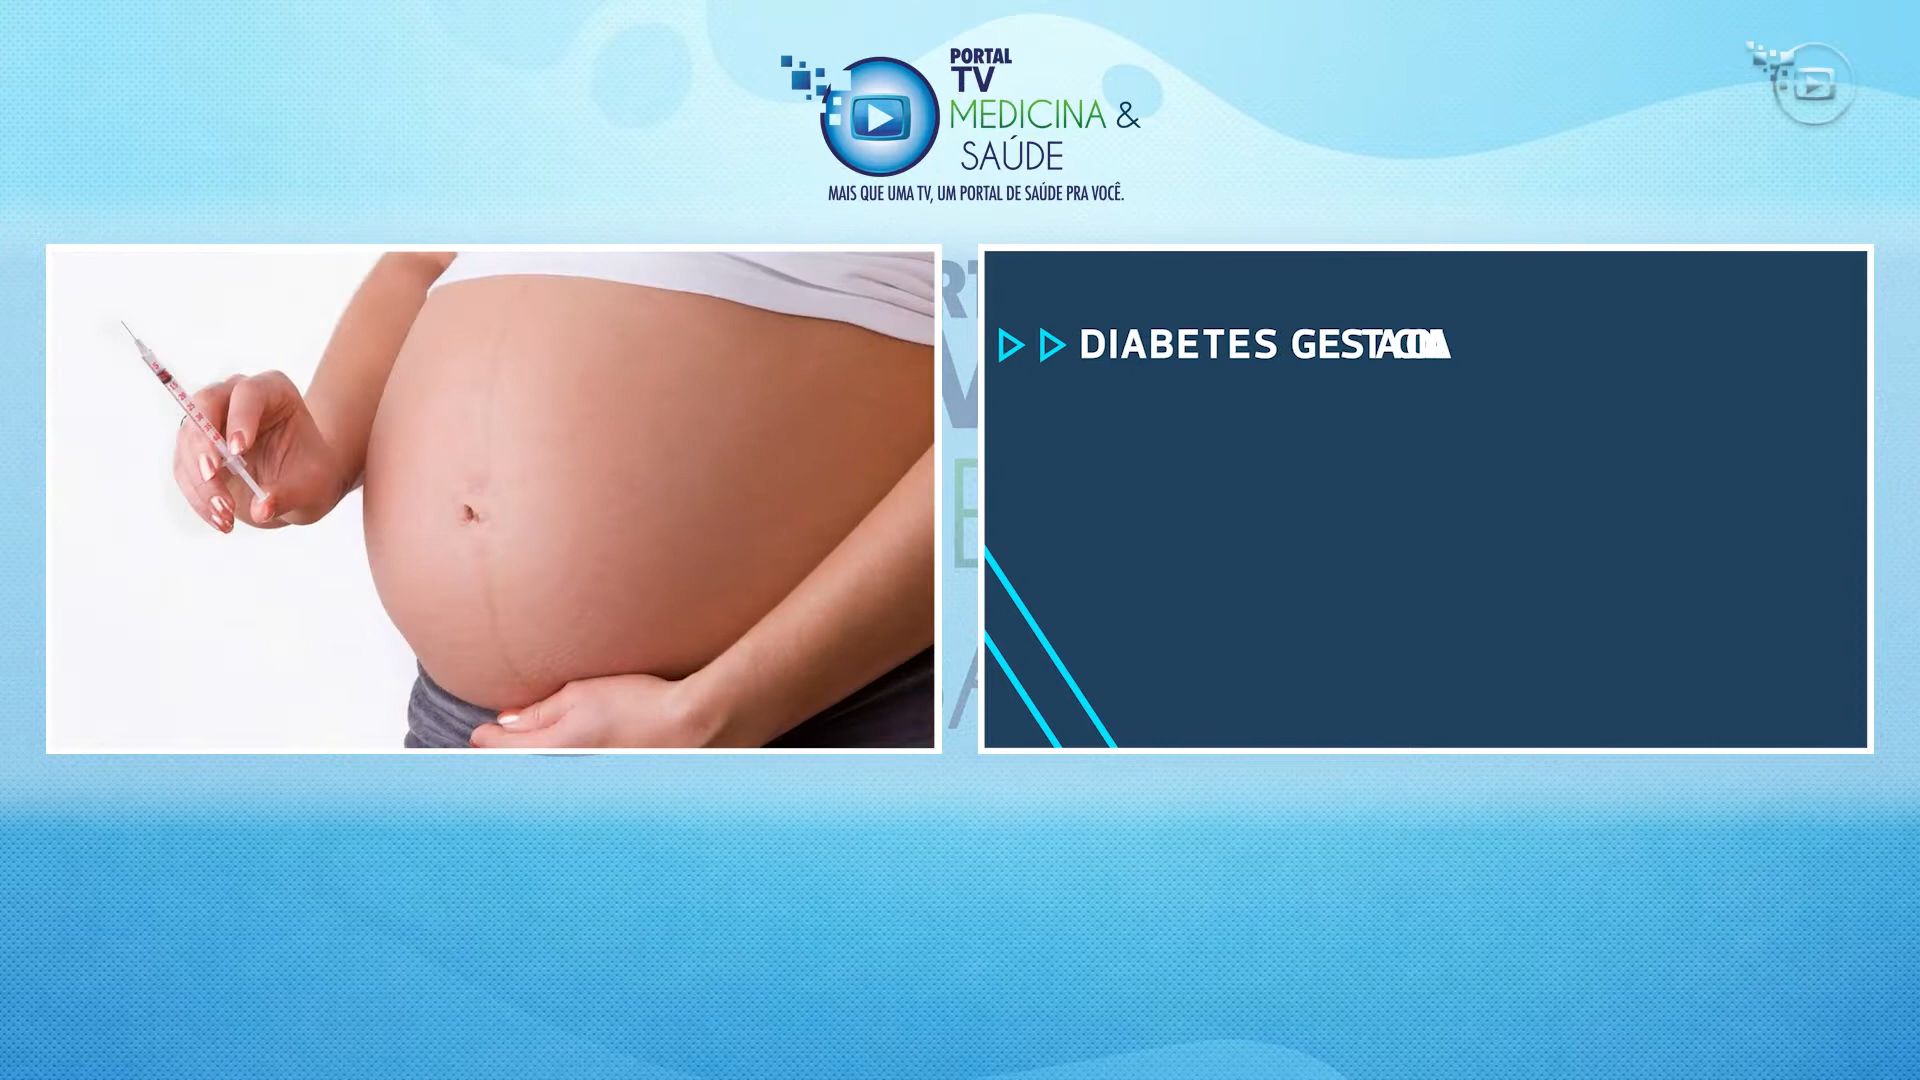 PORTAL
TV
MEDICINA &
SAÚDE
MAIS QUE UMA TV, UM PORTAL DE SAÚDE PRA VOCÊ.
DIABETES